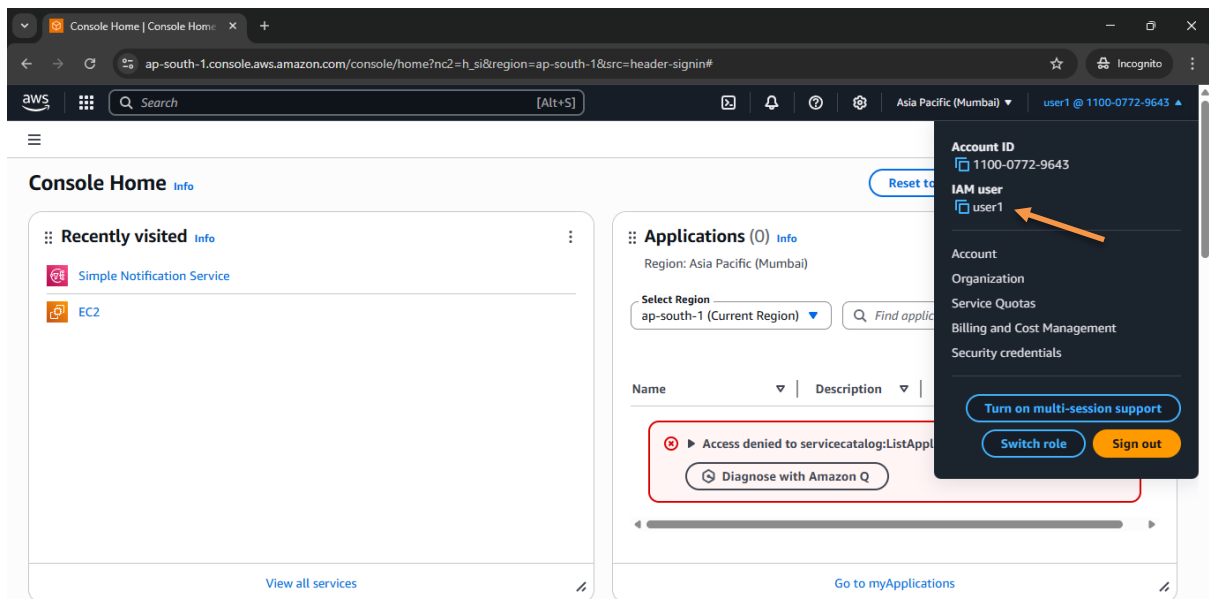 Console Home | Console Home
ap-south-1.console.aws.amazon.com/console/home?nc2=h_si&region=ap-south-1&src=header-signin#
Incognito
aws
Search
[Alt+S]
Asia Pacific (Mumbai)
user1 @ 1100-0772-9643
Account ID
1100-0772-9643
IAM user
user1
Account
Organization
Service Quotas
Billing and Cost Management
Security credentials
Turn on multi-session support
Switch role
Sign out
Console Home Info
Reset to
Recently visited Info
Simple Notification Service
EC2
View all services
Applications (0) Info
Region: Asia Pacific (Mumbai)
Select Region
ap-south-1 (Current Region)
Find applic
Name
Description
Access denied to servicecatalog:ListAppl
Diagnose with Amazon Q
Go to myApplications